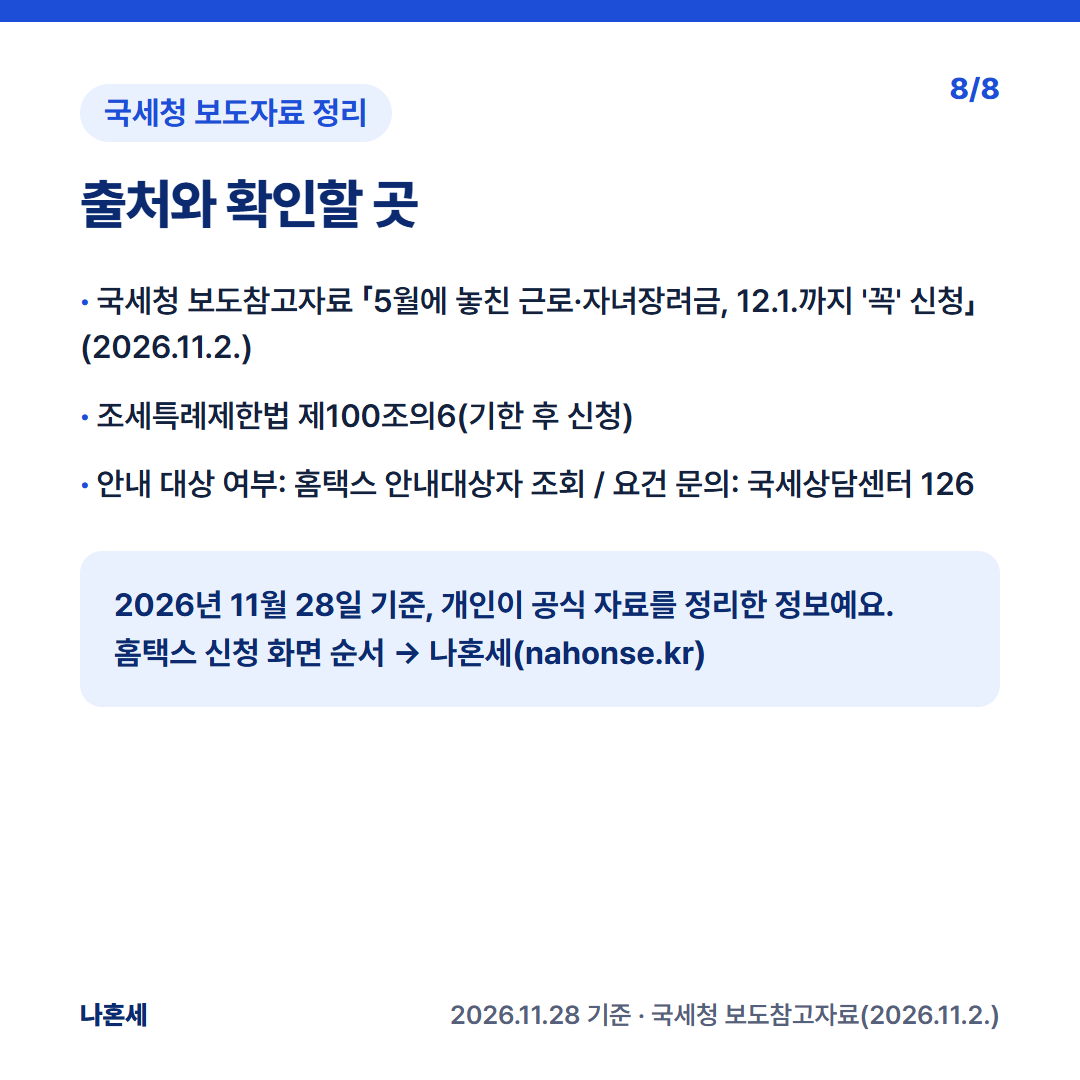 국세청 보도자료 정리
8/8
출처와 확인할 곳
· 국세청 보도참고자료 「5월에 놓친 근로·자녀장려금, 12.1.까지 '꼭' 신청」
(2026.11.2.)
· 조세특례제한법 제100조의6(기한 후 신청)
· 안내 대상 여부: 홈택스 안내대상자 조회 / 요건 문의: 국세상담센터 126
2026년 11월 28일 기준, 개인이 공식 자료를 정리한 정보예요.
홈택스 신청 화면 순서 → 나혼세(nahonse.kr)
나혼세
2026.11.28 기준 · 국세청 보도참고자료(2026.11.2.)